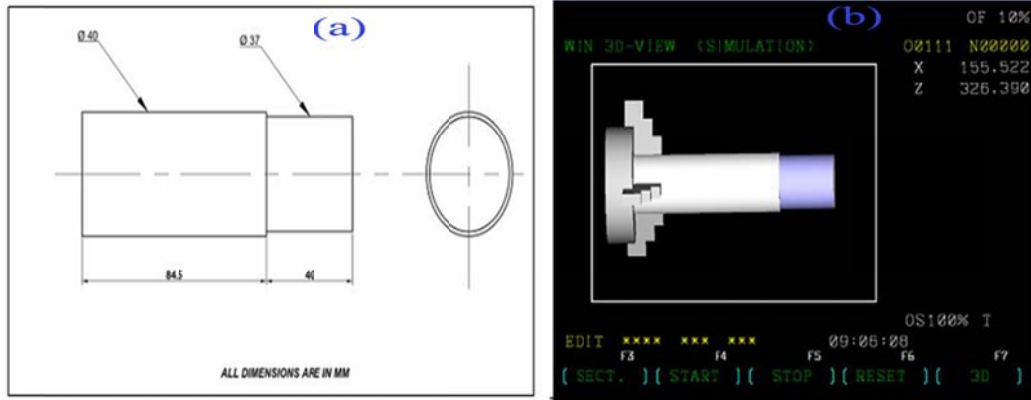 (a)
Ø 40
Ø 37
84.5
40
ALL DIMENSIONS ARE IN MM
(b)
OF 10%
WIN 3D-VIEW (SIMULATION)
O0111 N00000
X 155.522
Z 326.390
OS100% T
EDIT **** *** ***
09:05:08
F3 F4 F5 F6 F7
[ SECT. ][ START ][ STOP ][ RESET ][ 3D ]